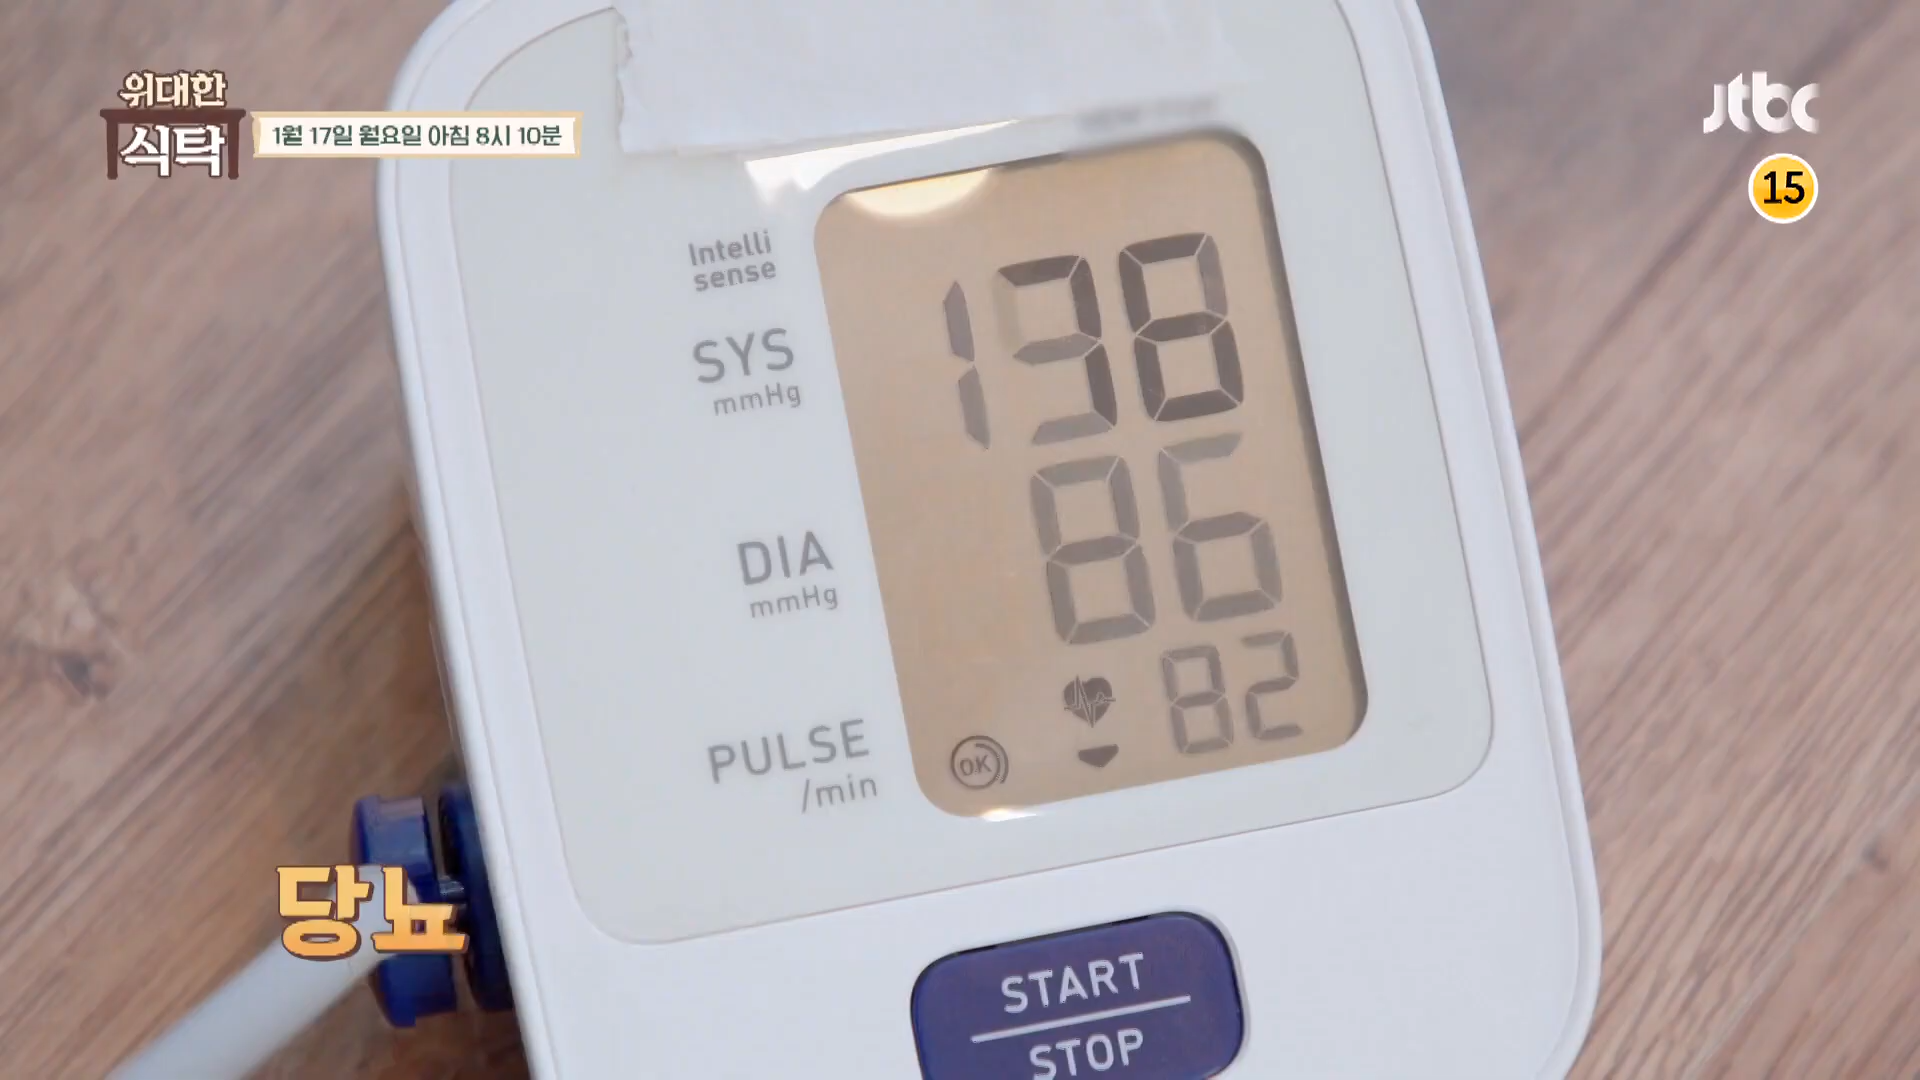 위대한
식탁
1월 17일 월요일 아침 8시 10분
jtbc
15
Intelli
sense
SYS
mmHg
138
DIA
mmHg
86
PULSE
/min
82
OK
당뇨
START
STOP